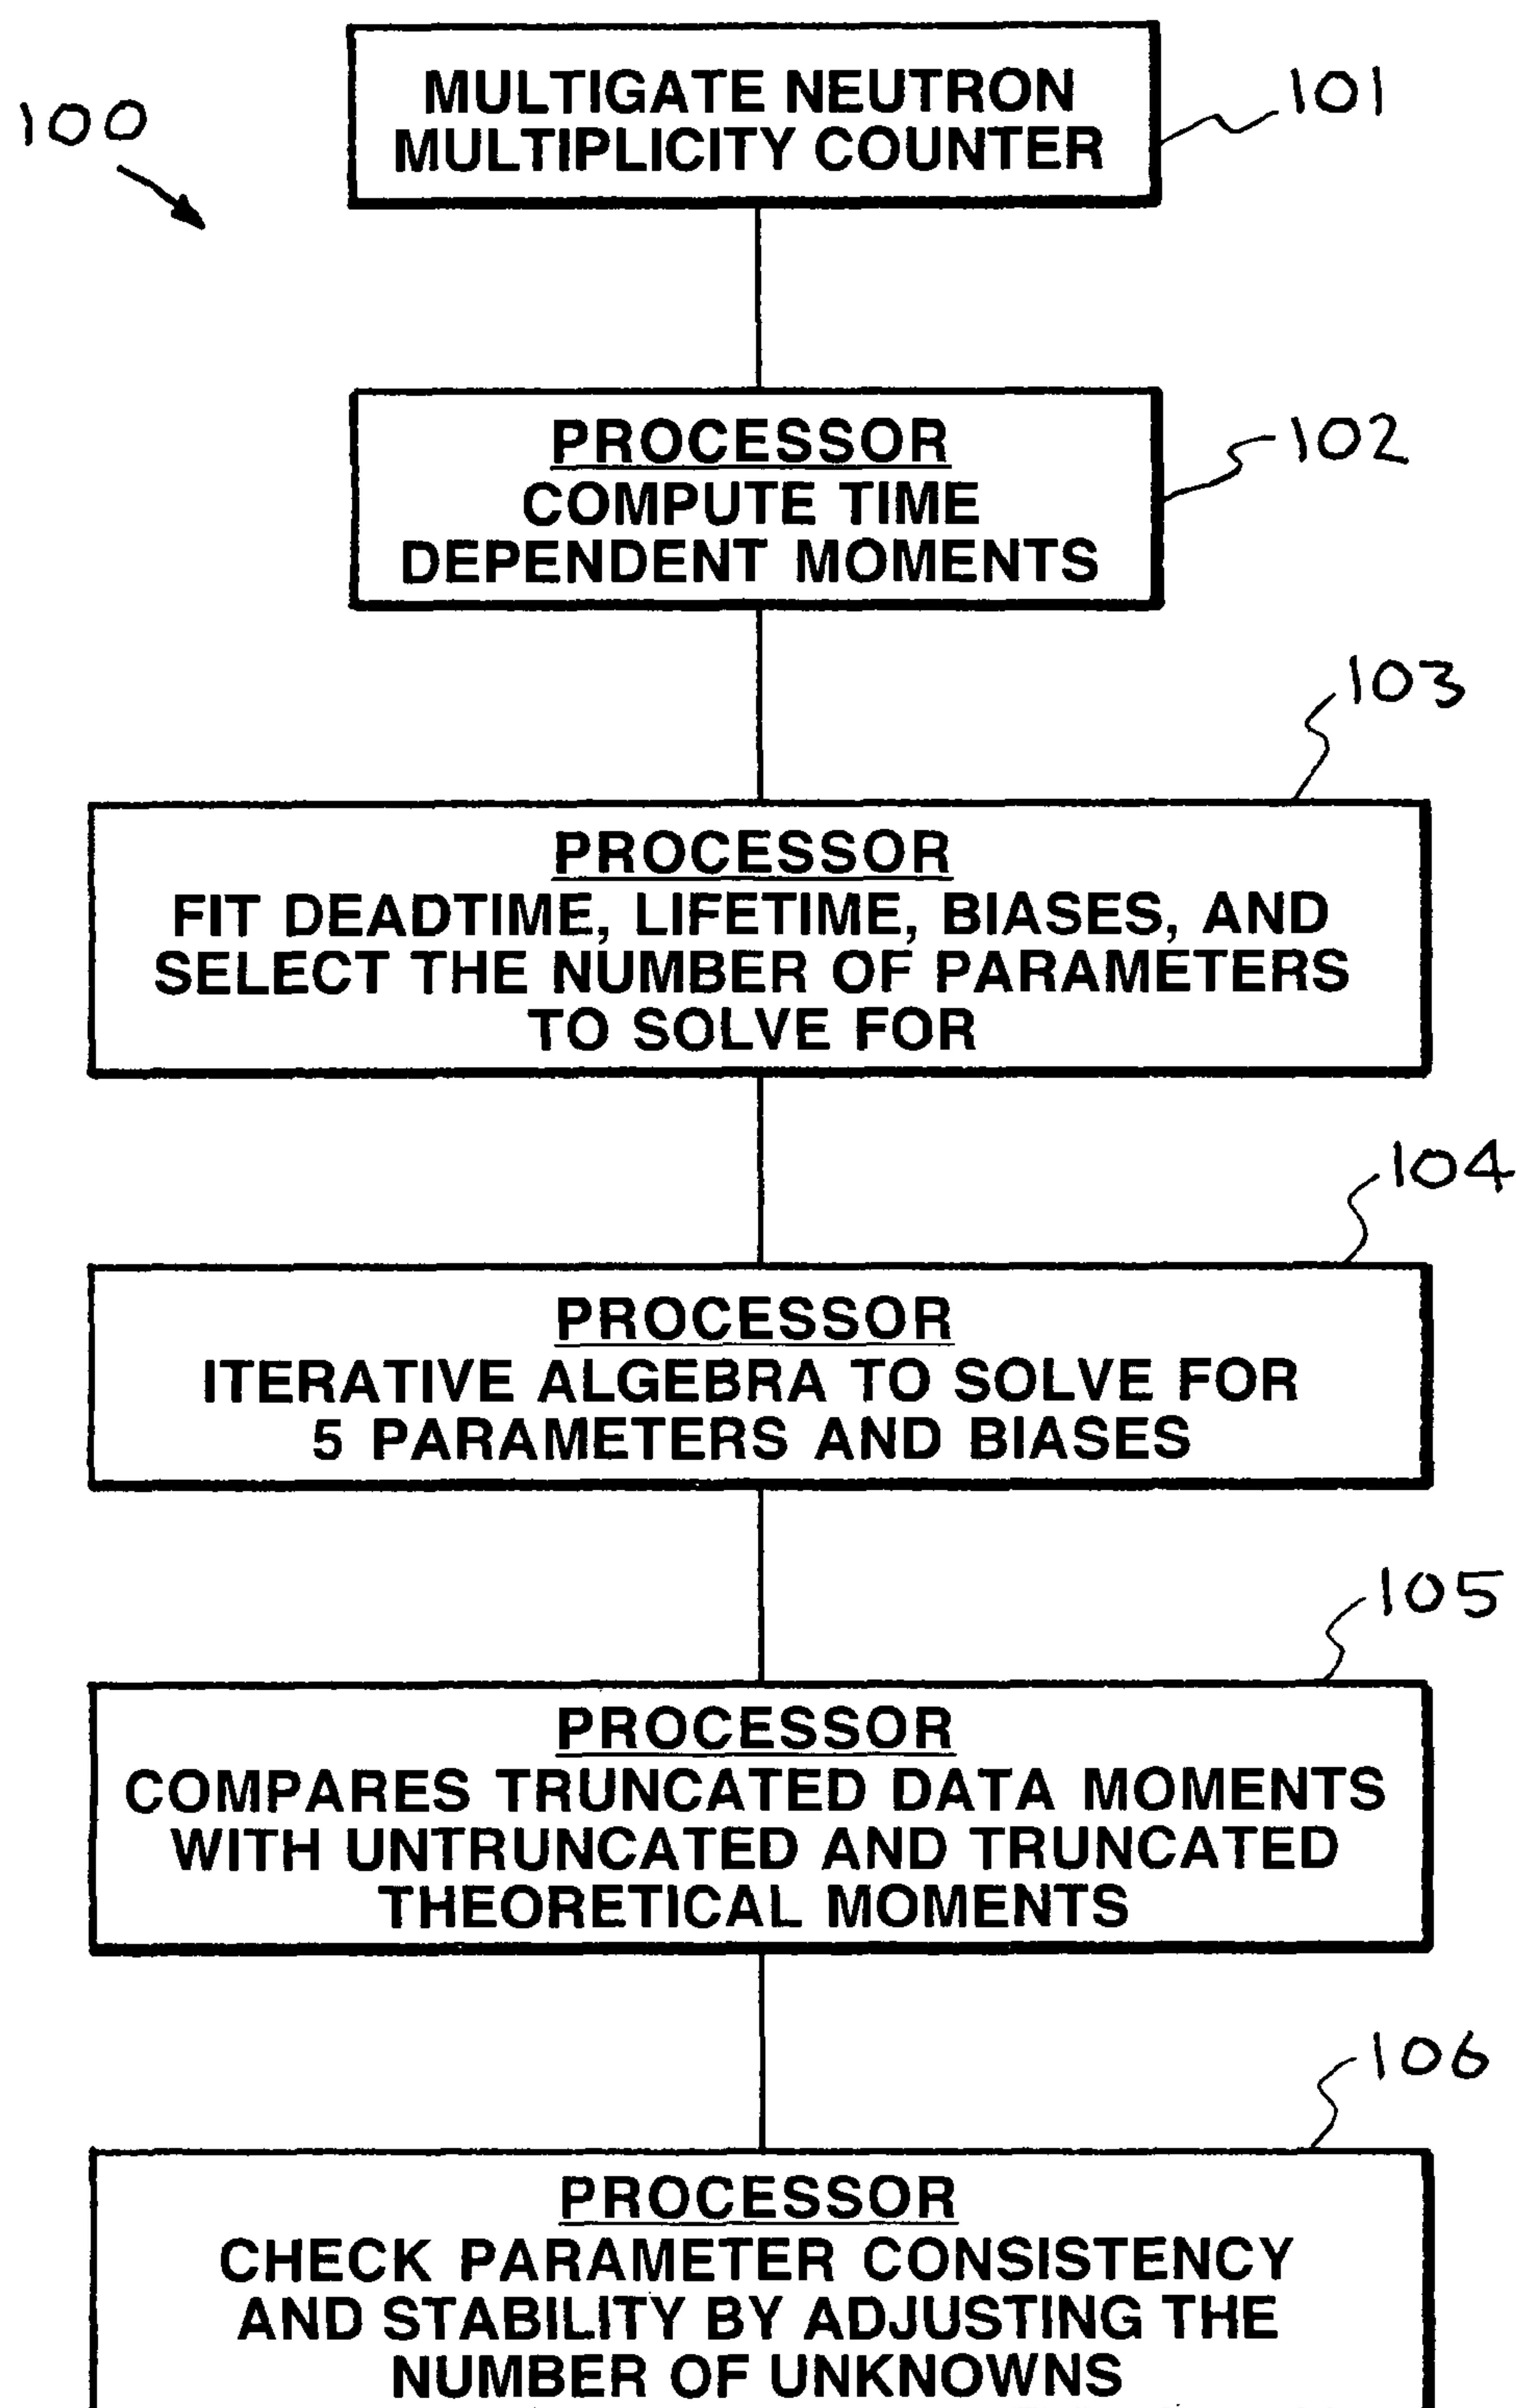 100
MULTIGATE NEUTRON
MULTIPLICITY COUNTER
101
PROCESSOR
COMPUTE TIME
DEPENDENT MOMENTS
102
103
PROCESSOR
FIT DEADTIME, LIFETIME, BIASES, AND
SELECT THE NUMBER OF PARAMETERS
TO SOLVE FOR
104
PROCESSOR
ITERATIVE ALGEBRA TO SOLVE FOR
5 PARAMETERS AND BIASES
105
PROCESSOR
COMPARES TRUNCATED DATA MOMENTS
WITH UNTRUNCATED AND TRUNCATED
THEORETICAL MOMENTS
106
PROCESSOR
CHECK PARAMETER CONSISTENCY
AND STABILITY BY ADJUSTING THE
NUMBER OF UNKNOWNS